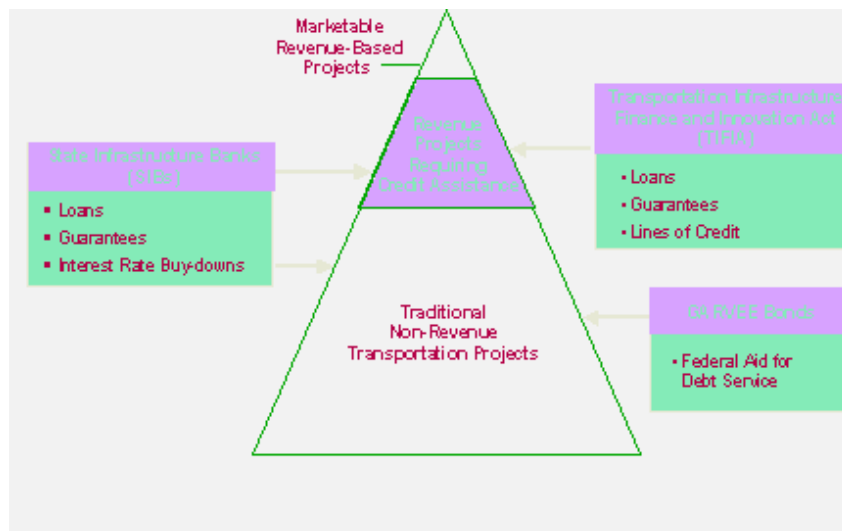 Marketable
Revenue-Based
Projects
Revenue
Projects
Requiring
Credit Assistance
Transportation Infrastructure
Finance and Innovation Act
(TIFIA)
• Loans
• Guarantees
• Lines of Credit
State Infrastructure Banks
(SIBs)
▪ Loans
▪ Guarantees
▪ Interest Rate Buy-downs
Traditional
Non-Revenue
Transportation Projects
GARVEE Bonds
• Federal Aid for
Debt Service